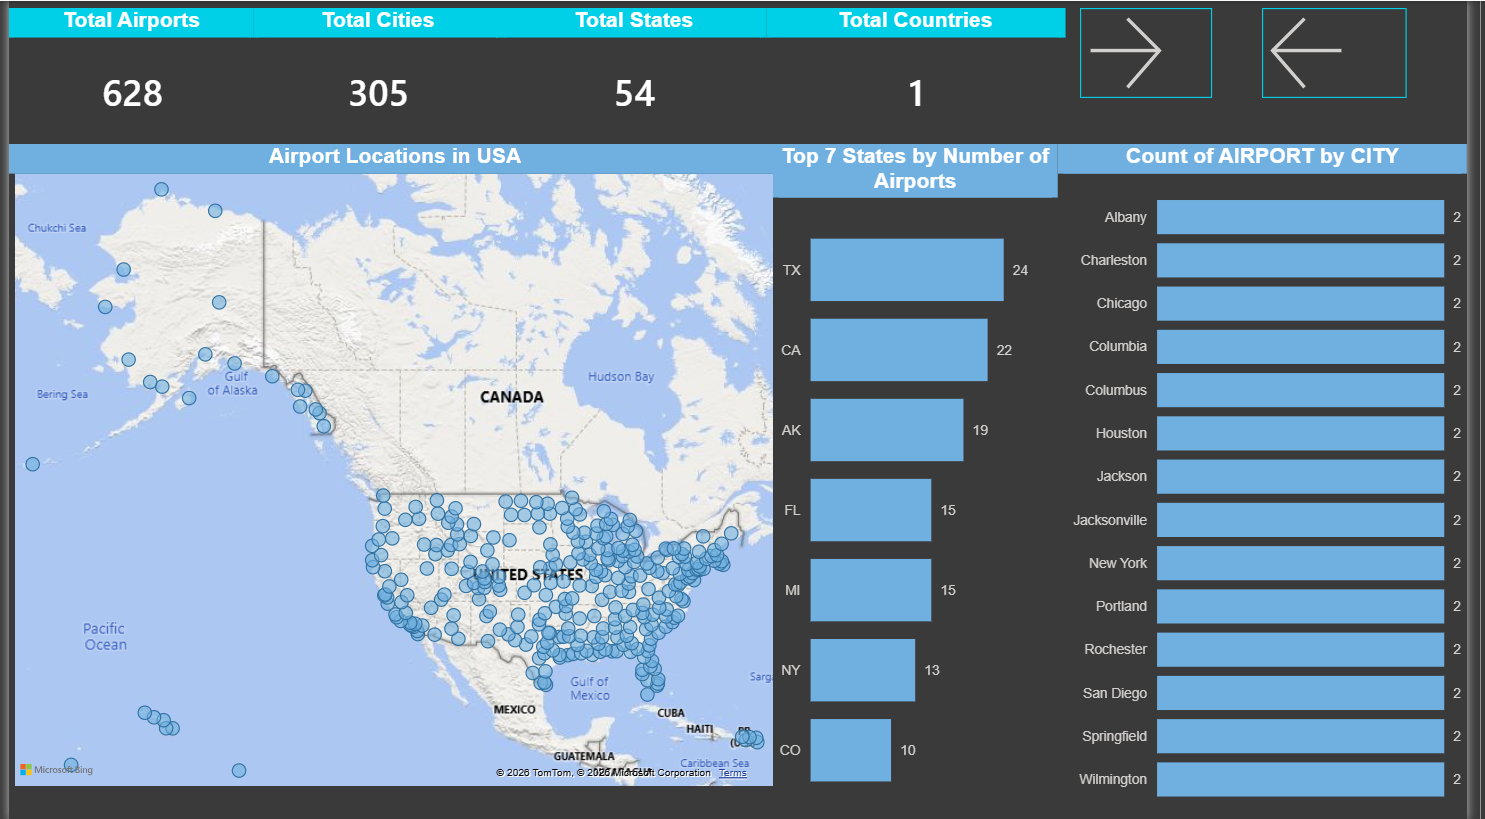 Total Airports
Total Cities
Total States
Total Countries
628
305
54
1
Airport Locations in USA
Chukchi Sea
Bering Sea
Gulf
of Alaska
Hudson Bay
CANADA
UNITED STATES
Pacific
Ocean
Gulf of
Mexico
MEXICO
CUBA
HAITI
PR
GUATEMALA
Caribbean Sea
Microsoft Bing
© 2026 TomTom, © 2026 Microsoft Corporation
Terms
Top 7 States by Number of
Airports
TX
24
CA
22
AK
19
FL
15
MI
15
NY
13
CO
10
Count of AIRPORT by CITY
Albany
2
Charleston
2
Chicago
2
Columbia
2
Columbus
2
Houston
2
Jackson
2
Jacksonville
2
New York
2
Portland
2
Rochester
2
San Diego
2
Springfield
2
Wilmington
2